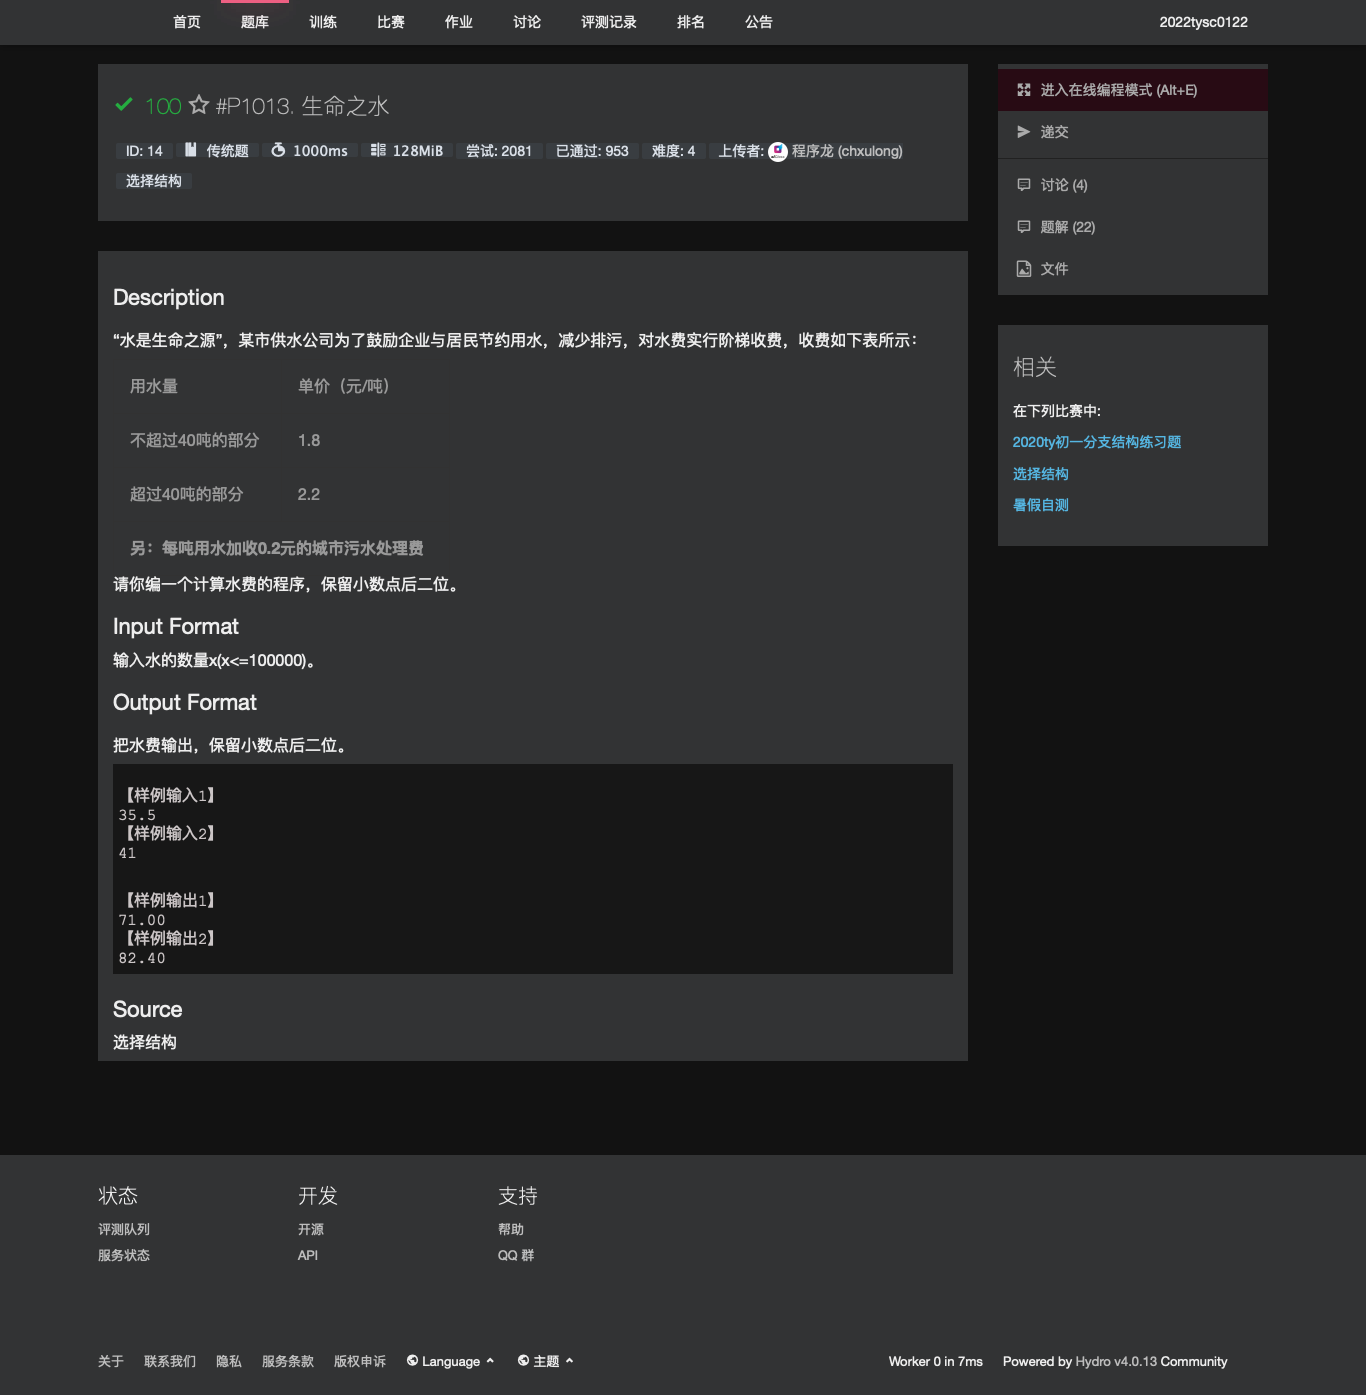 首页 题库 训练 比赛 作业 讨论 评测记录 排名 公告 2022tysc0122
100 #P1013. 生命之水
ID: 14 传统题 1000ms 128MiB 尝试: 2081 已通过: 953 难度: 4 上传者: 程序龙 (chxulong)
选择结构
Description
“水是生命之源”，某市供水公司为了鼓励企业与居民节约用水，减少排污，对水费实行阶梯收费，收费如下表所示：
用水量 单价（元/吨）
不超过40吨的部分 1.8
超过40吨的部分 2.2
另：每吨用水加收0.2元的城市污水处理费
请你编一个计算水费的程序，保留小数点后二位。
Input Format
输入水的数量x(x<=100000)。
Output Format
把水费输出，保留小数点后二位。
【样例输入1】
35.5
【样例输入2】
41
【样例输出1】
71.00
【样例输出2】
82.40
Source
选择结构
进入在线编程模式 (Alt+E)
递交
讨论 (4)
题解 (22)
文件
相关
在下列比赛中:
2020ty初一分支结构练习题
选择结构
暑假自测
状态
评测队列
服务状态
开发
开源
API
支持
帮助
QQ 群
关于 联系我们 隐私 服务条款 版权申诉 Language 主题 Worker 0 in 7ms Powered by Hydro v4.0.13 Community